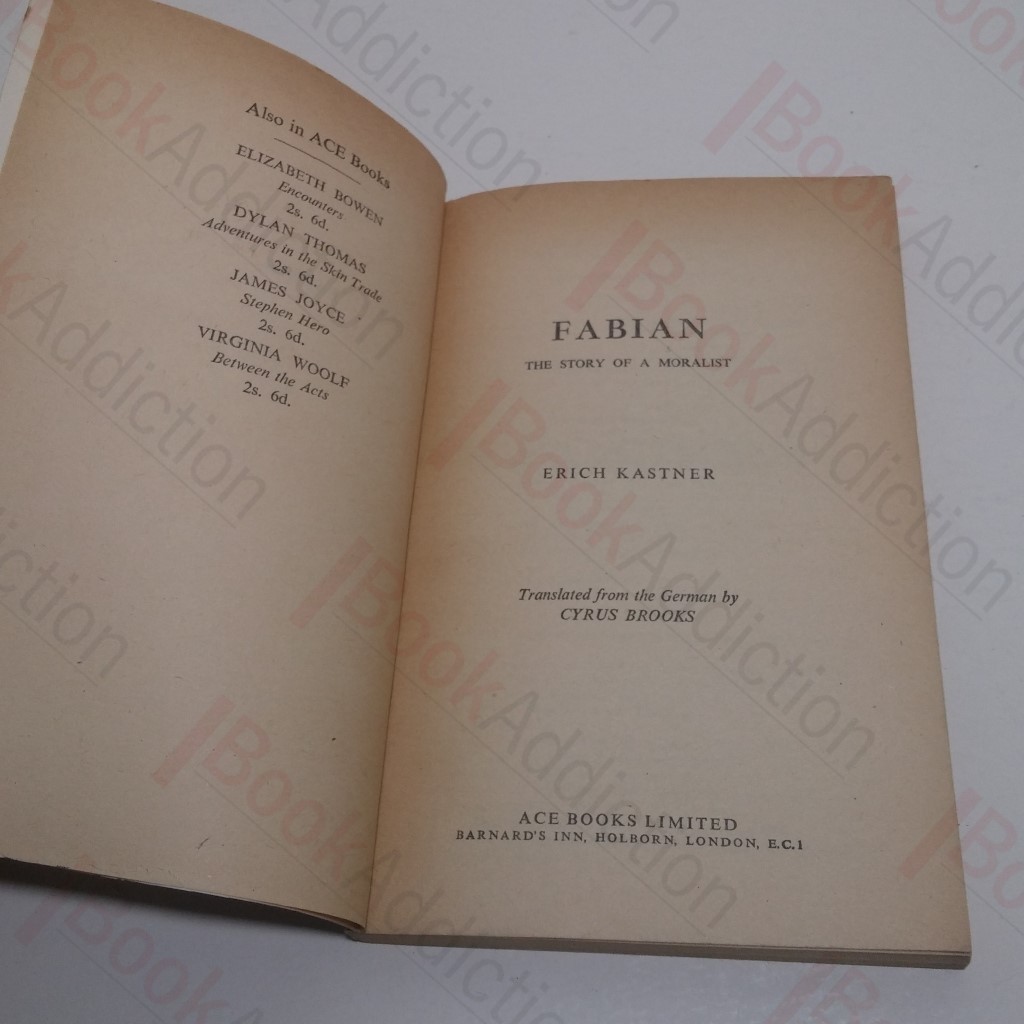 Also in ACE Books
ELIZABETH BOWEN
Encounters
2s. 6d.
DYLAN THOMAS
Adventures in the Skin Trade
2s. 6d.
JAMES JOYCE
Stephen Hero
2s. 6d.
VIRGINIA WOOLF
Between the Acts
2s. 6d.
FABIAN
THE STORY OF A MORALIST
ERICH KASTNER
Translated from the German by
CYRUS BROOKS
ACE BOOKS LIMITED
BARNARD'S INN, HOLBORN, LONDON, E.C.1
BookAddiction